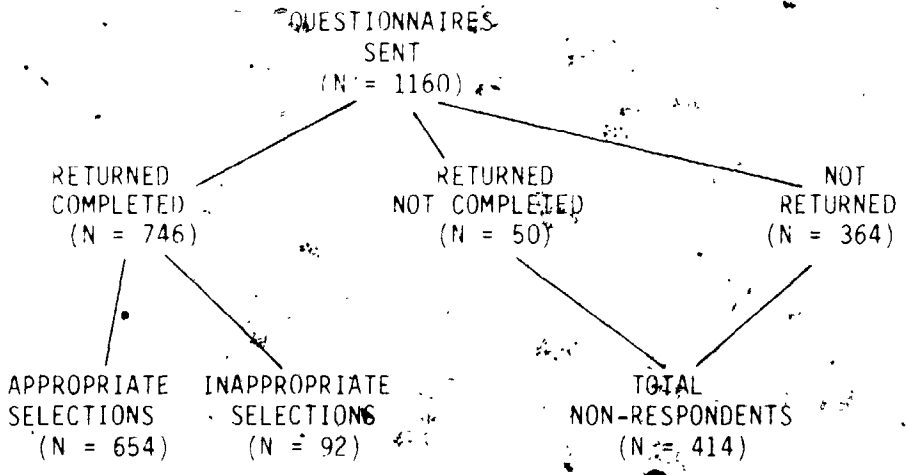 QUESTIONNAIRES
SENT
(N = 1160)
RETURNED
COMPLETED
(N = 746)
RETURNED
NOT COMPLETED
(N = 50)
NOT
RETURNED
(N = 364)
APPROPRIATE
SELECTIONS
(N = 654)
INAPPROPRIATE
SELECTIONS
(N = 92)
TOTAL
NON-RESPONDENTS
(N = 414)